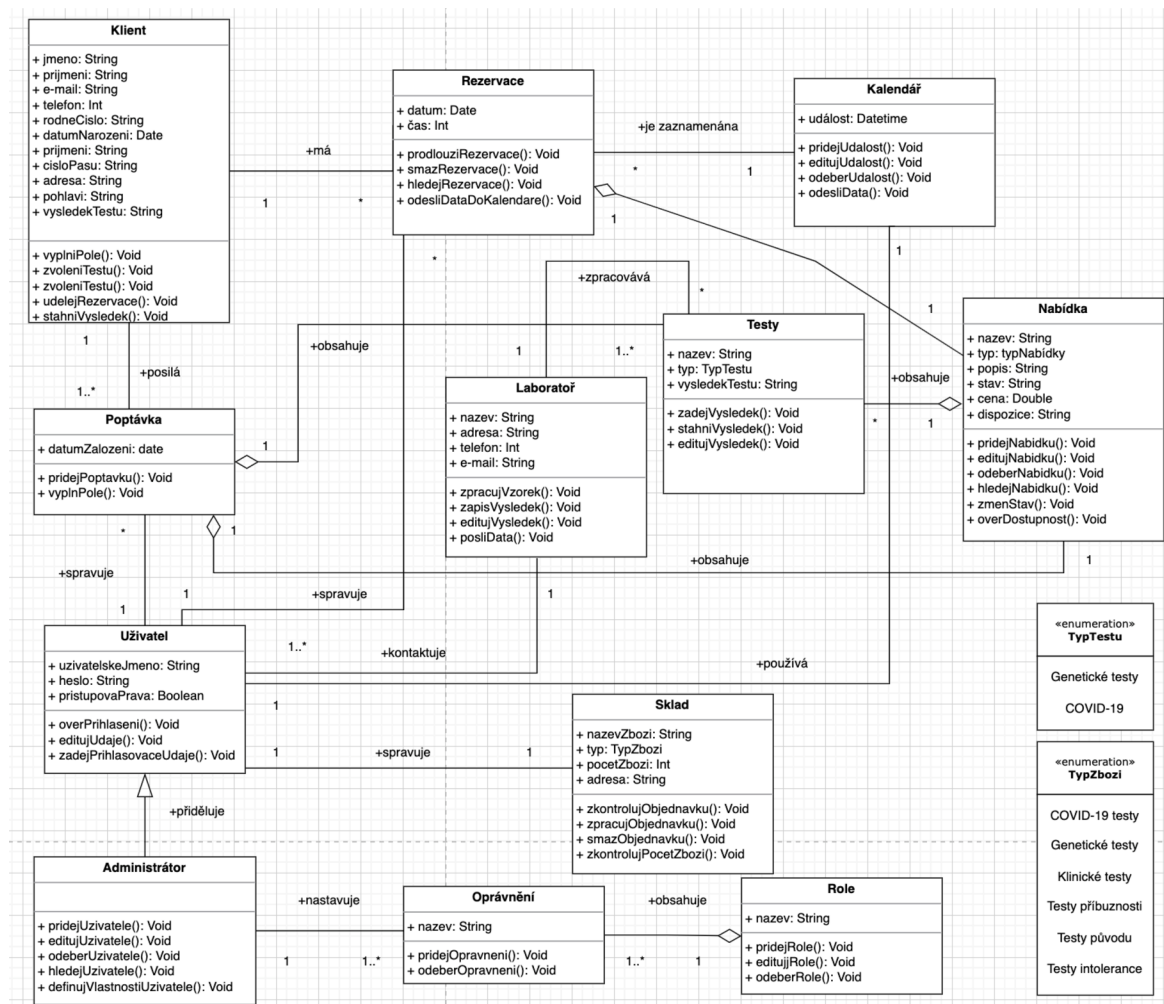 Klient
+ jmeno: String
+ prijmeni: String
+ e-mail: String
+ telefon: Int
+ rodneCislo: String
+ datumNarozeni: Date
+ prijmeni: String
+ cisloPasu: String
+ adresa: String
+ pohlavi: String
+ vysledekTestu: String
+ vyplniPole(): Void
+ zvoleniTestu(): Void
+ zvoleniTestu(): Void
+ udelejRezervace(): Void
+ stahniVysledek(): Void
+má
1
*
Rezervace
+ datum: Date
+ čas: Int
+ prodlouziRezervace(): Void
+ smazRezervace(): Void
+ hledejRezervace(): Void
+ odesliDataDoKalendare(): Void
+je zaznamenána
*
1
Kalendář
+ událost: Datetime
+ pridejUdalost(): Void
+ editujUdalost(): Void
+ odeberUdalost(): Void
+ odesliData(): Void
1
1
*
1
+zpracovává
*
1
1
+posilá
1..*
+obsahuje
1
1..*
Testy
+ nazev: String
+ typ: TypTestu
+ vysledekTestu: String
+ zadejVysledek(): Void
+ stahniVysledek(): Void
+ editujVysledek(): Void
+obsahuje
*
1
Nabídka
+ nazev: String
+ typ: typNabídky
+ popis: String
+ stav: String
+ cena: Double
+ dispozice: String
+ pridejNabidku(): Void
+ editujNabidku(): Void
+ odeberNabidku(): Void
+ hledejNabidku(): Void
+ zmenStav(): Void
+ overDostupnost(): Void
Laboratoř
+ nazev: String
+ adresa: String
+ telefon: Int
+ e-mail: String
+ zpracujVzorek(): Void
+ zapisVysledek(): Void
+ editujVysledek(): Void
+ posliData(): Void
Poptávka
+ datumZalozeni: date
+ pridejPoptavku(): Void
+ vyplnPole(): Void
1
1
+obsahuje
1
*
+spravuje
1
1
+spravuje
1
1..*
+kontaktuje
+používá
1
Uživatel
+ uzivatelskeJmeno: String
+ heslo: String
+ pristupovaPrava: Boolean
+ overPrihlaseni(): Void
+ editujUdaje(): Void
+ zadejPrihlasovaceUdaje(): Void
1
+spravuje
1
Sklad
+ nazevZbozi: String
+ typ: TypZbozi
+ pocetZbozi: Int
+ adresa: String
+ zkontrolujObjednavku(): Void
+ zpracujObjednavku(): Void
+ smazObjednavku(): Void
+ zkontrolujPocetZbozi(): Void
«enumeration»
TypTestu
Genetické testy
COVID-19
«enumeration»
TypZbozi
COVID-19 testy
Genetické testy
Klinické testy
Testy příbuznosti
Testy původu
Testy intolerance
+přiděluje
Administrátor
+ pridejUzivatele(): Void
+ editujUzivatele(): Void
+ odeberUzivatele(): Void
+ hledejUzivatele(): Void
+ definujVlastnostiUzivatele(): Void
+nastavuje
1
1..*
Oprávnění
+ nazev: String
+ pridejOpravneni(): Void
+ odeberOpravneni(): Void
+obsahuje
1..*
1
Role
+ nazev: String
+ pridejRole(): Void
+ editujjRole(): Void
+ odeberRole(): Void